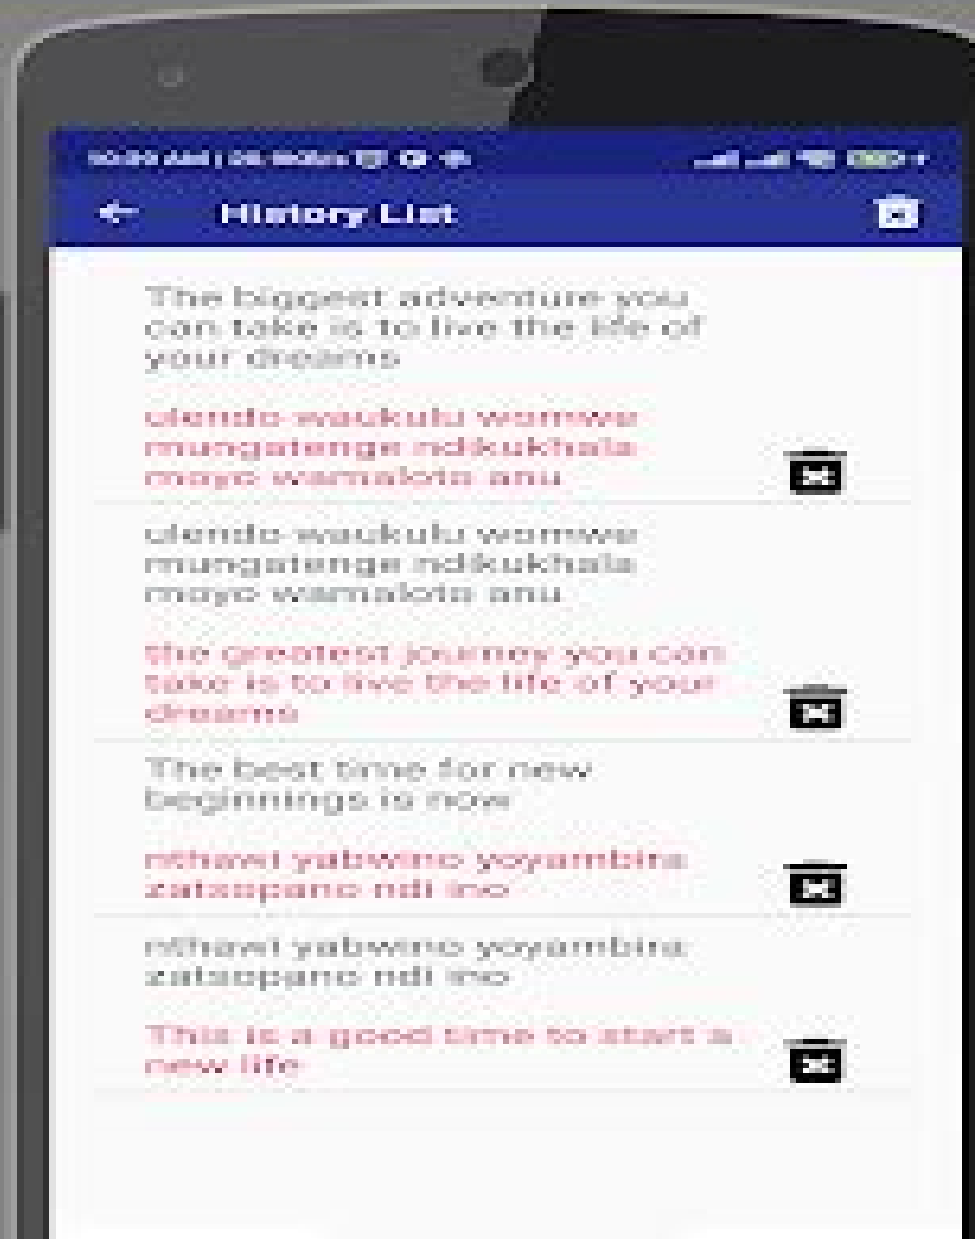 History List
The biggest adventure you
can take is to live the life of
your dreams
ulendo waukulu womwe
mungatenge ndikukhala
moyo wamaloto anu
ulendo waukulu womwe
mungatenge ndikukhala
moyo wamaloto anu
the greatest journey you can
take is to live the life of your
dreams
The best time for new
beginnings is now
nthawi yabwino yoyambira
zatsopano ndi ino
nthawi yabwino yoyambira
zatsopano ndi ino
This is a good time to start a
new life